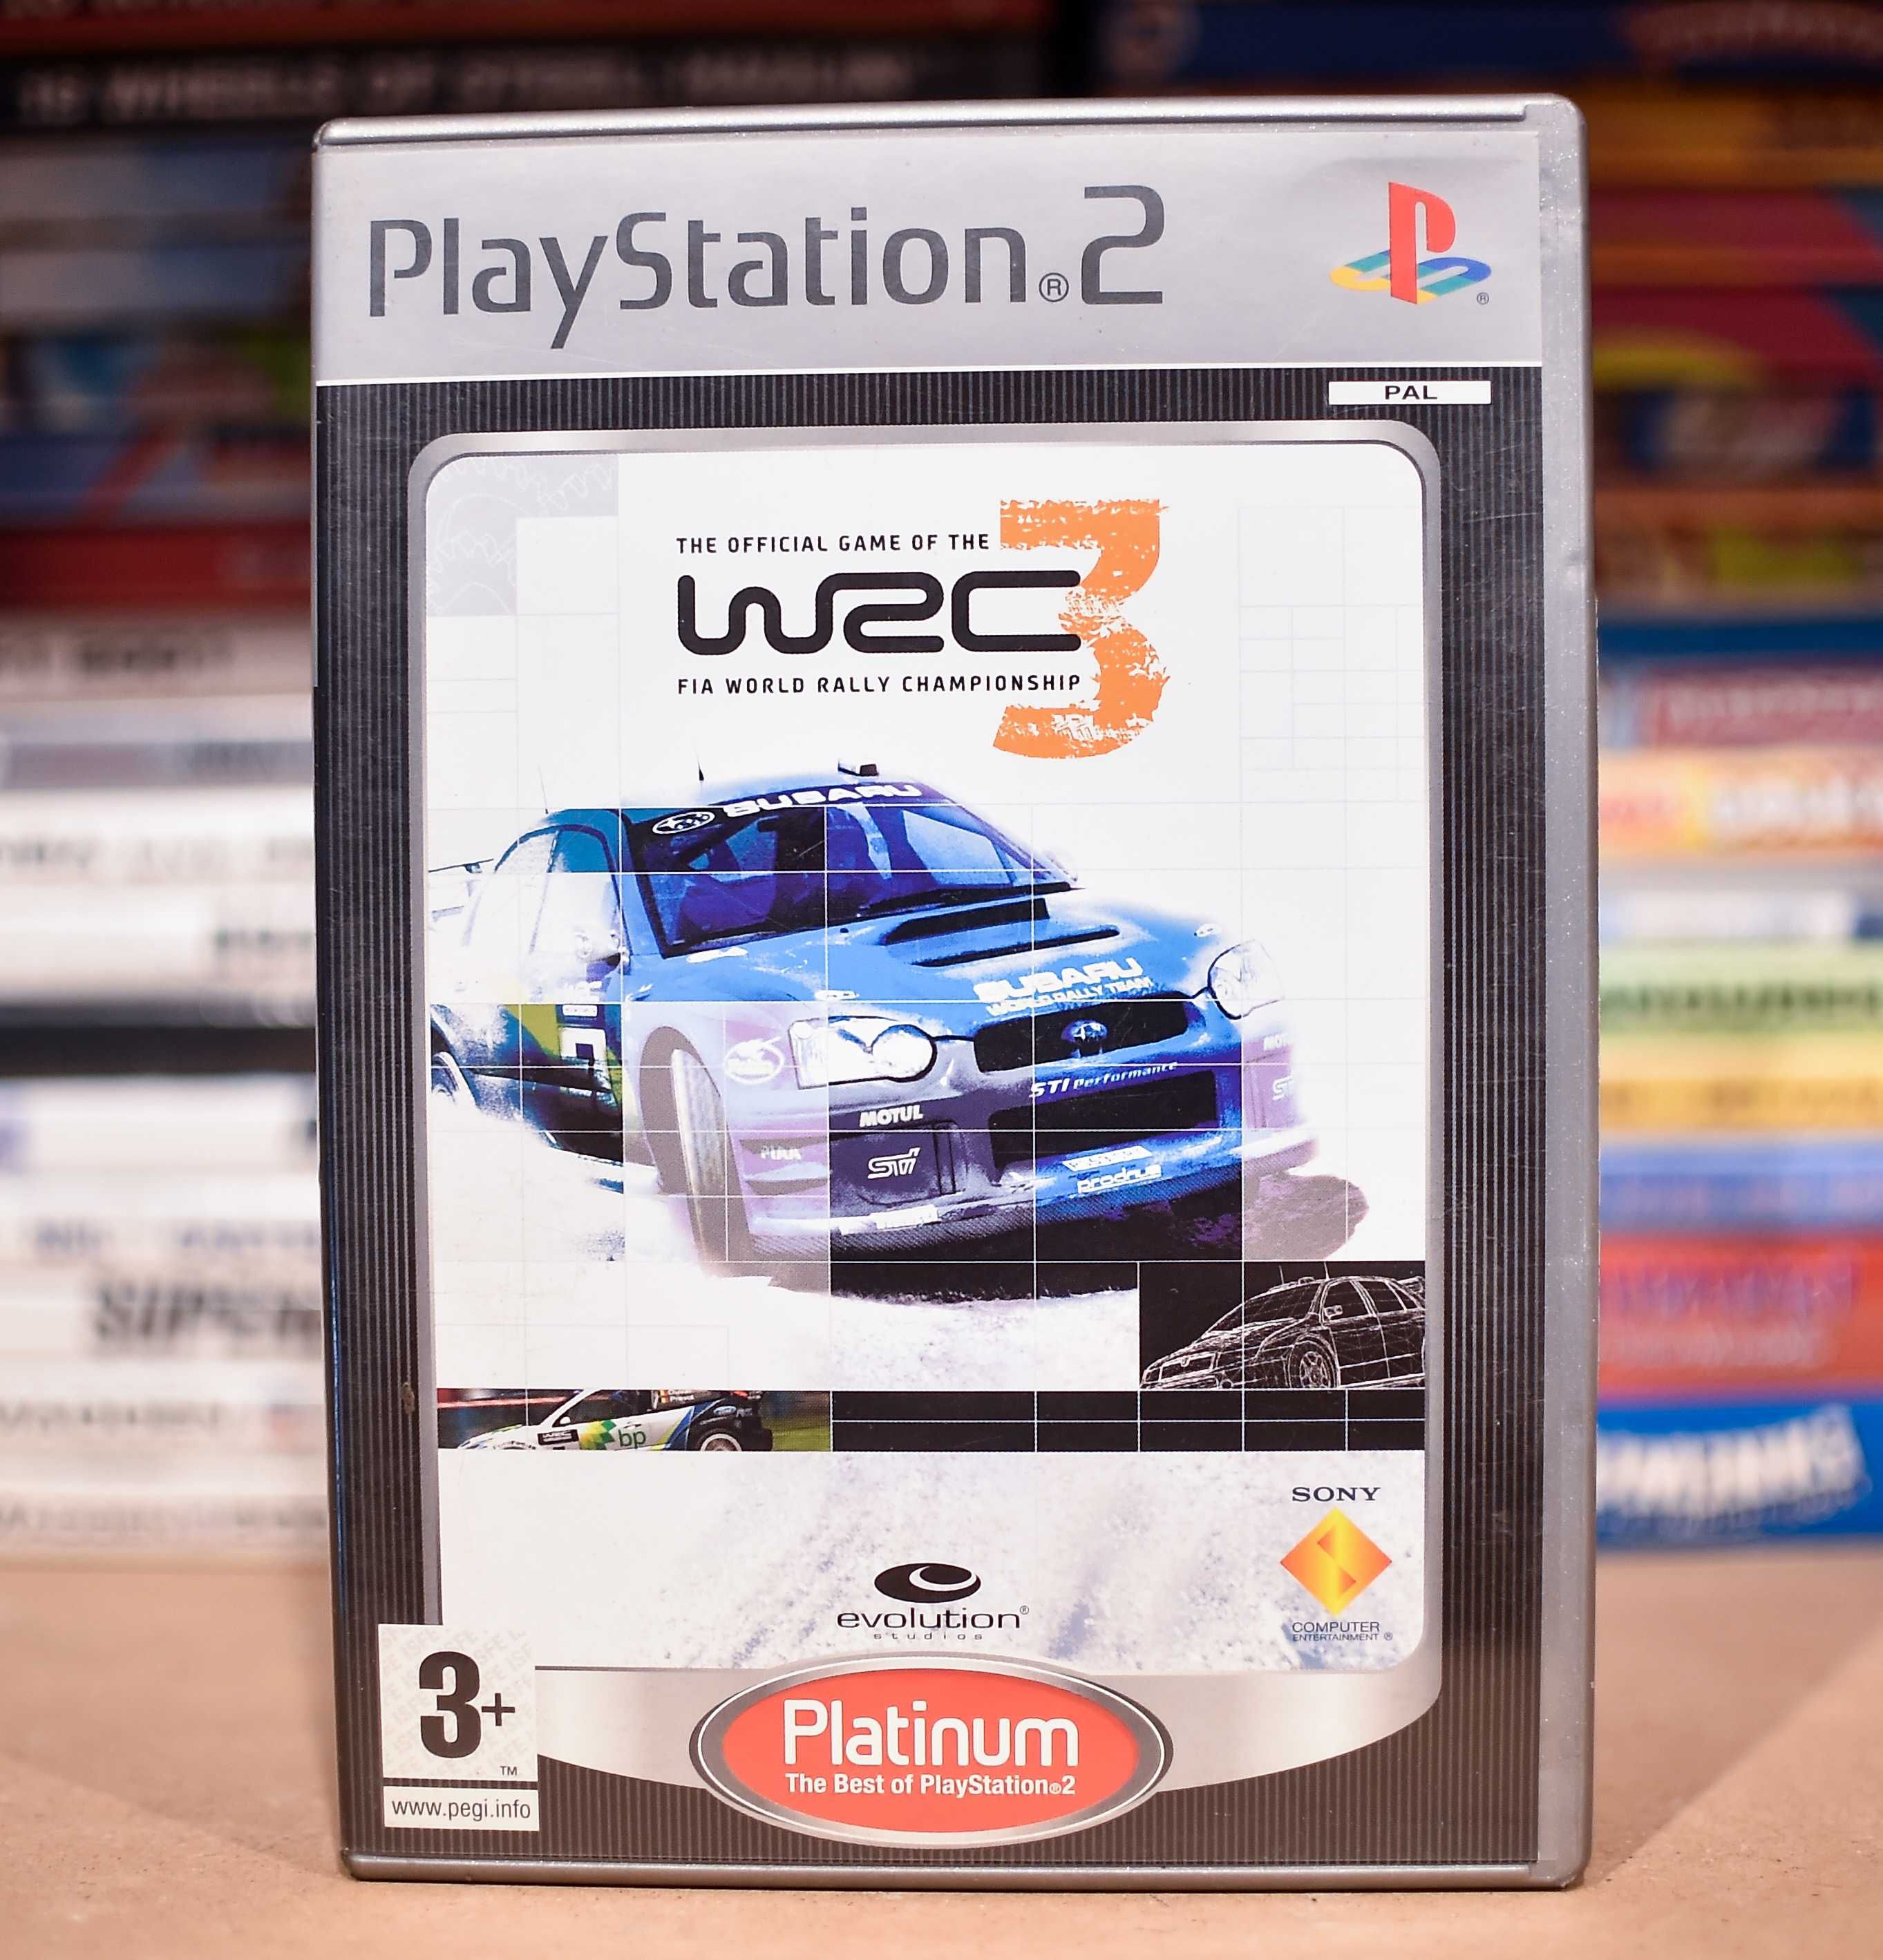 PlayStation®2
®
PAL
THE OFFICIAL GAME OF THE
WRC 3
FIA WORLD RALLY CHAMPIONSHIP
SUBARU
SUBARU
WORLD RALLY TEAM
STI Performance
MOTUL
PIAA
STI
prodrive
bp
SONY
COMPUTER
ENTERTAINMENT ®
evolution®
studios
3+
TM
www.pegi.info
Platinum
The Best of PlayStation®2